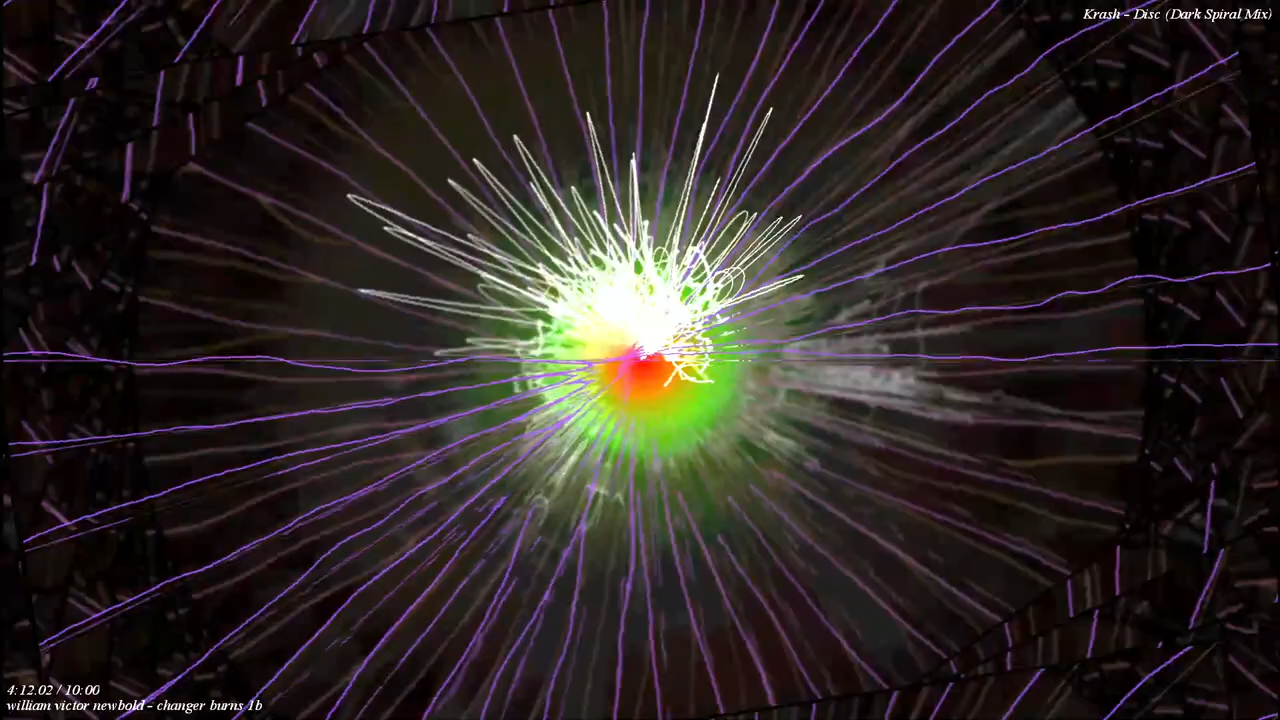 Krash - Disc (Dark Spiral Mix)
4:12.02 / 10:00
william victor newbold - changer burns 1b